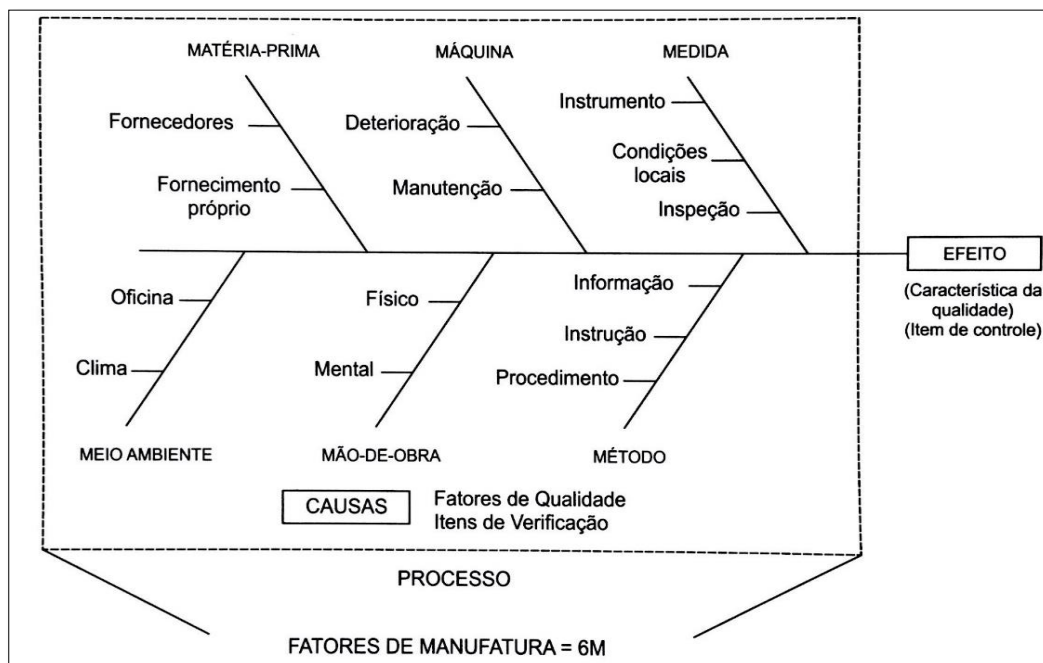 MATÉRIA-PRIMA
MÁQUINA
MEDIDA
Fornecedores
Fornecimento
próprio
Deterioração
Manutenção
Instrumento
Condições
locais
Inspeção
EFEITO
(Característica da
qualidade)
(Item de controle)
Oficina
Clima
Físico
Mental
Informação
Instrução
Procedimento
MEIO AMBIENTE
MÃO-DE-OBRA
MÉTODO
CAUSAS
Fatores de Qualidade
Itens de Verificação
PROCESSO
FATORES DE MANUFATURA = 6M